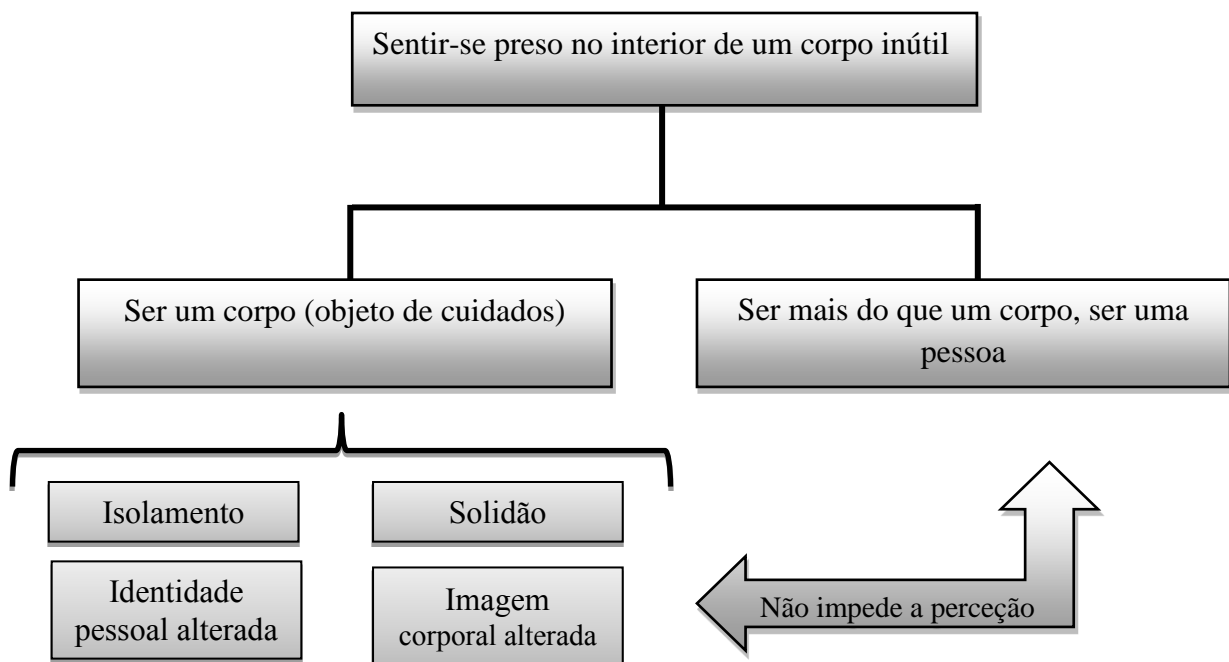 Sentir-se preso no interior de um corpo inútil
Ser um corpo (objeto de cuidados)
Ser mais do que um corpo, ser uma
pessoa
Isolamento
Solidão
Identidade
pessoal alterada
Imagem
corporal alterada
Não impede a perceção